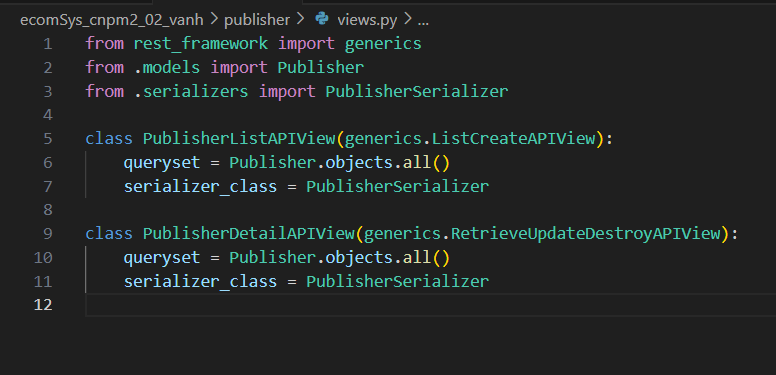 ecomSys_cnpm2_02_vanh > publisher > views.py > ...
1 from rest_framework import generics
2 from .models import Publisher
3 from .serializers import PublisherSerializer
4
5 class PublisherListAPIView(generics.ListCreateAPIView):
6     queryset = Publisher.objects.all()
7     serializer_class = PublisherSerializer
8
9 class PublisherDetailAPIView(generics.RetrieveUpdateDestroyAPIView):
10     queryset = Publisher.objects.all()
11     serializer_class = PublisherSerializer
12